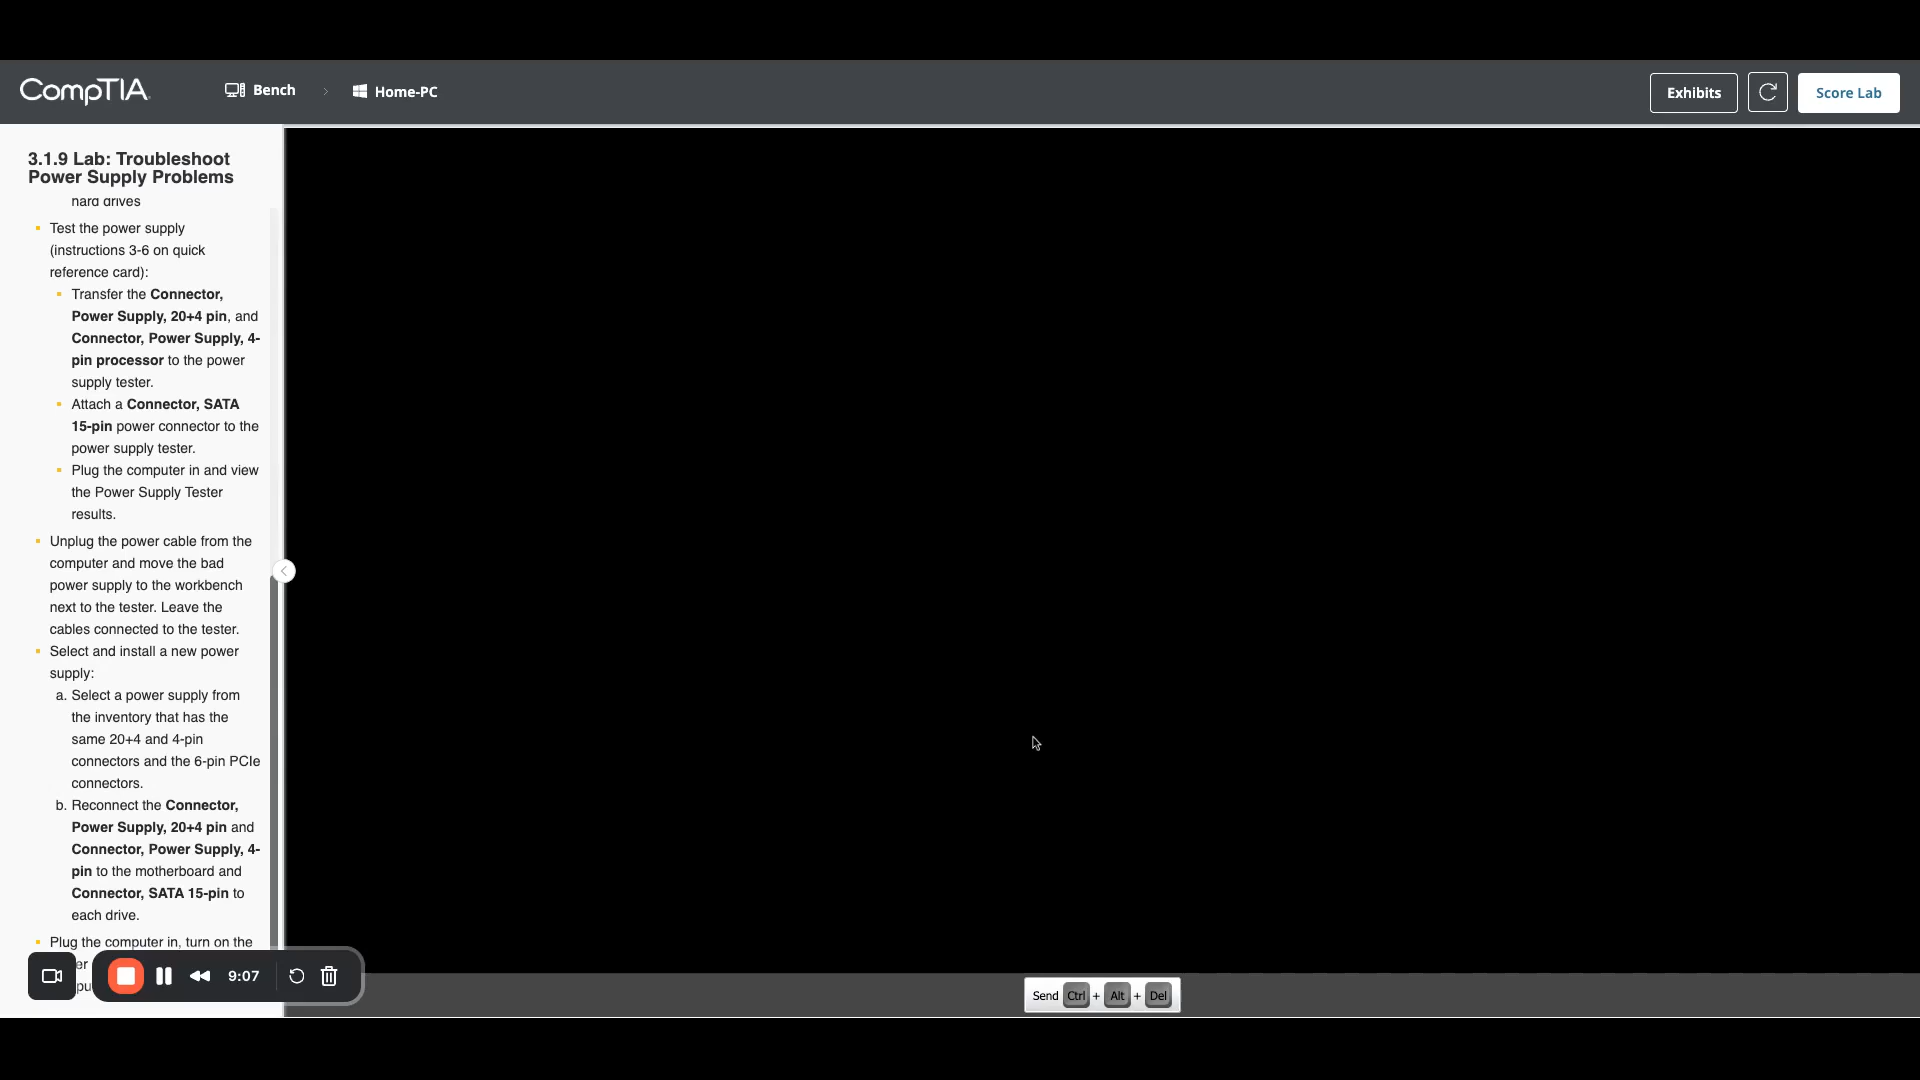 CompTIA
Bench
Home-PC
Exhibits
Score Lab
3.1.9 Lab: Troubleshoot
Power Supply Problems
hard drives
Test the power supply
(instructions 3-6 on quick
reference card):
Transfer the Connector,
Power Supply, 20+4 pin, and
Connector, Power Supply, 4-
pin processor to the power
supply tester.
Attach a Connector, SATA
15-pin power connector to the
power supply tester.
Plug the computer in and view
the Power Supply Tester
results.
Unplug the power cable from the
computer and move the bad
power supply to the workbench
next to the tester. Leave the
cables connected to the tester.
Select and install a new power
supply:
a. Select a power supply from
the inventory that has the
same 20+4 and 4-pin
connectors and the 6-pin PCIe
connectors.
b. Reconnect the Connector,
Power Supply, 20+4 pin and
Connector, Power Supply, 4-
pin to the motherboard and
Connector, SATA 15-pin to
each drive.
Plug the computer in, turn on the
9:07
Send Ctrl + Alt + Del